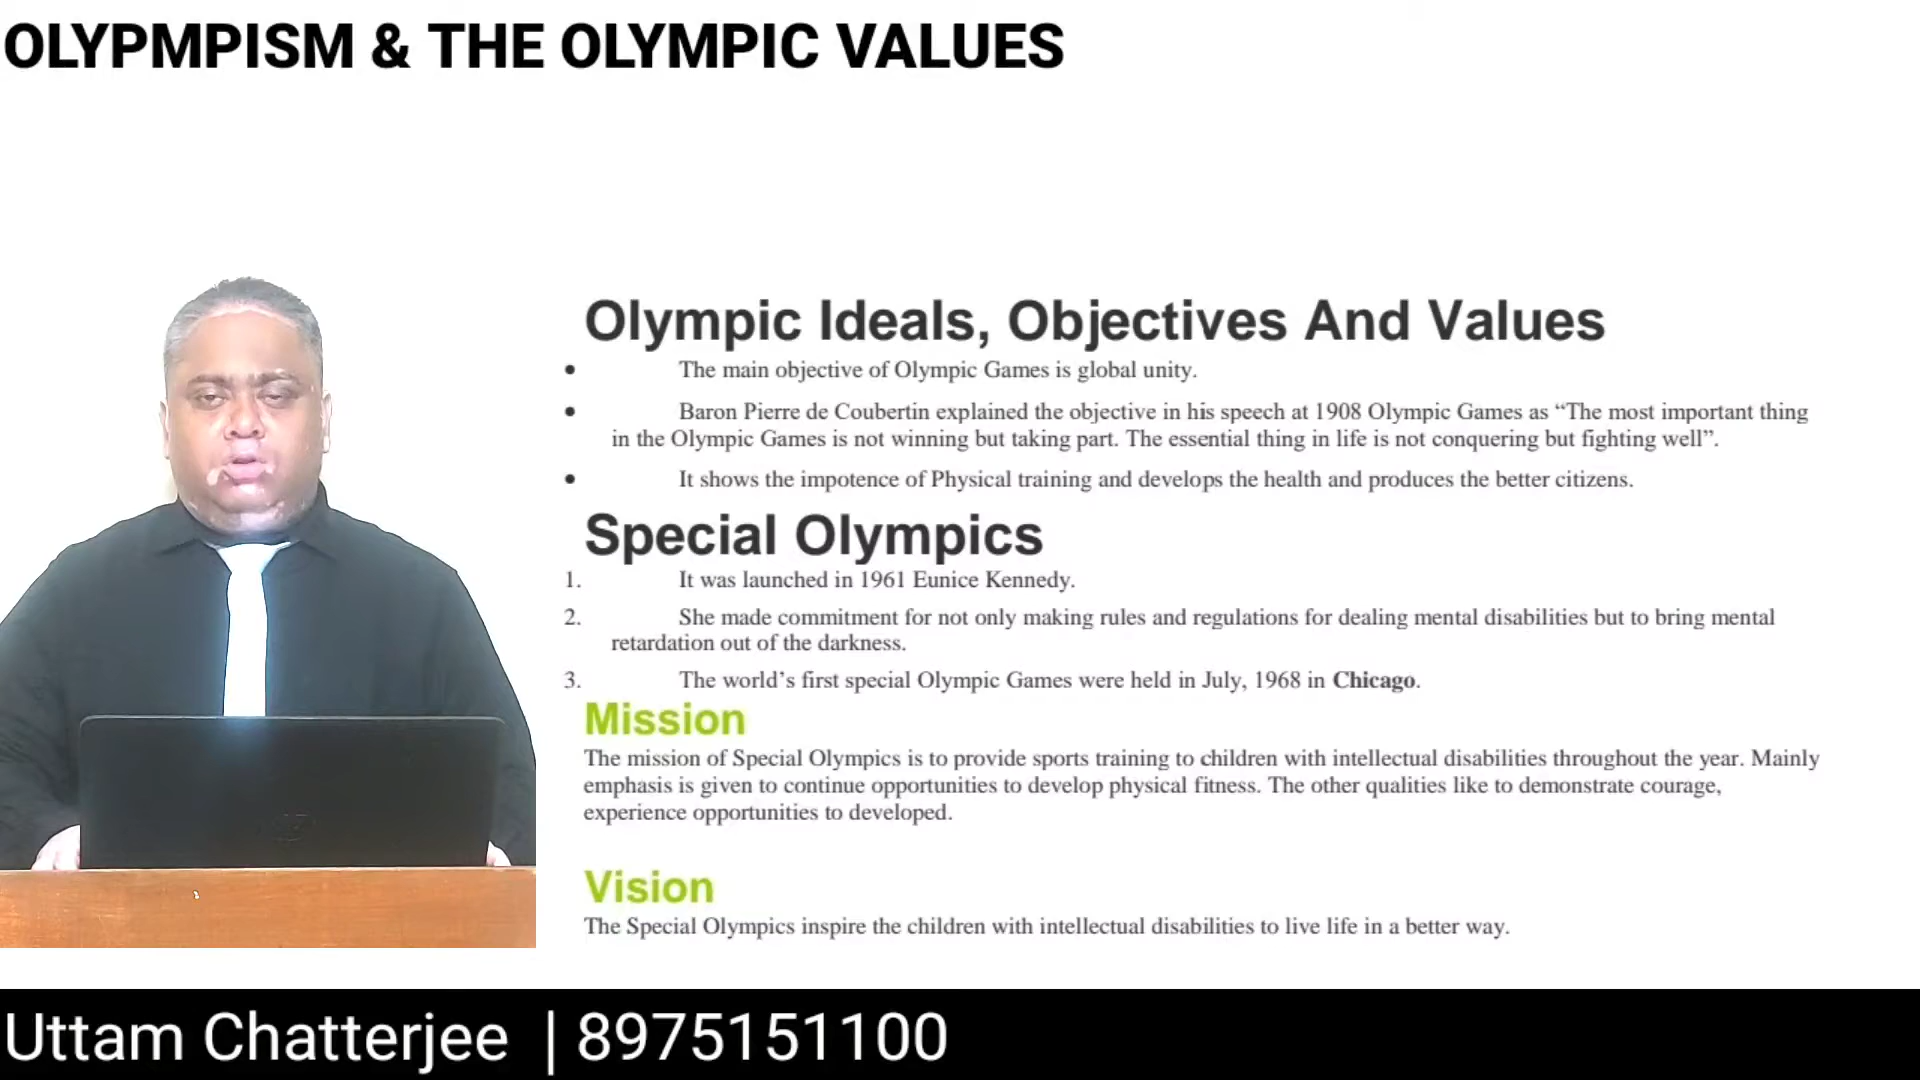 OLYPMPISM & THE OLYMPIC VALUES
Olympic Ideals, Objectives And Values
• The main objective of Olympic Games is global unity.
• Baron Pierre de Coubertin explained the objective in his speech at 1908 Olympic Games as “The most important thing
in the Olympic Games is not winning but taking part. The essential thing in life is not conquering but fighting well”.
• It shows the impotence of Physical training and develops the health and produces the better citizens.
Special Olympics
1. It was launched in 1961 Eunice Kennedy.
2. She made commitment for not only making rules and regulations for dealing mental disabilities but to bring mental
retardation out of the darkness.
3. The world’s first special Olympic Games were held in July, 1968 in Chicago.
Mission
The mission of Special Olympics is to provide sports training to children with intellectual disabilities throughout the year. Mainly
emphasis is given to continue opportunities to develop physical fitness. The other qualities like to demonstrate courage,
experience opportunities to developed.
Vision
The Special Olympics inspire the children with intellectual disabilities to live life in a better way.
Uttam Chatterjee | 8975151100